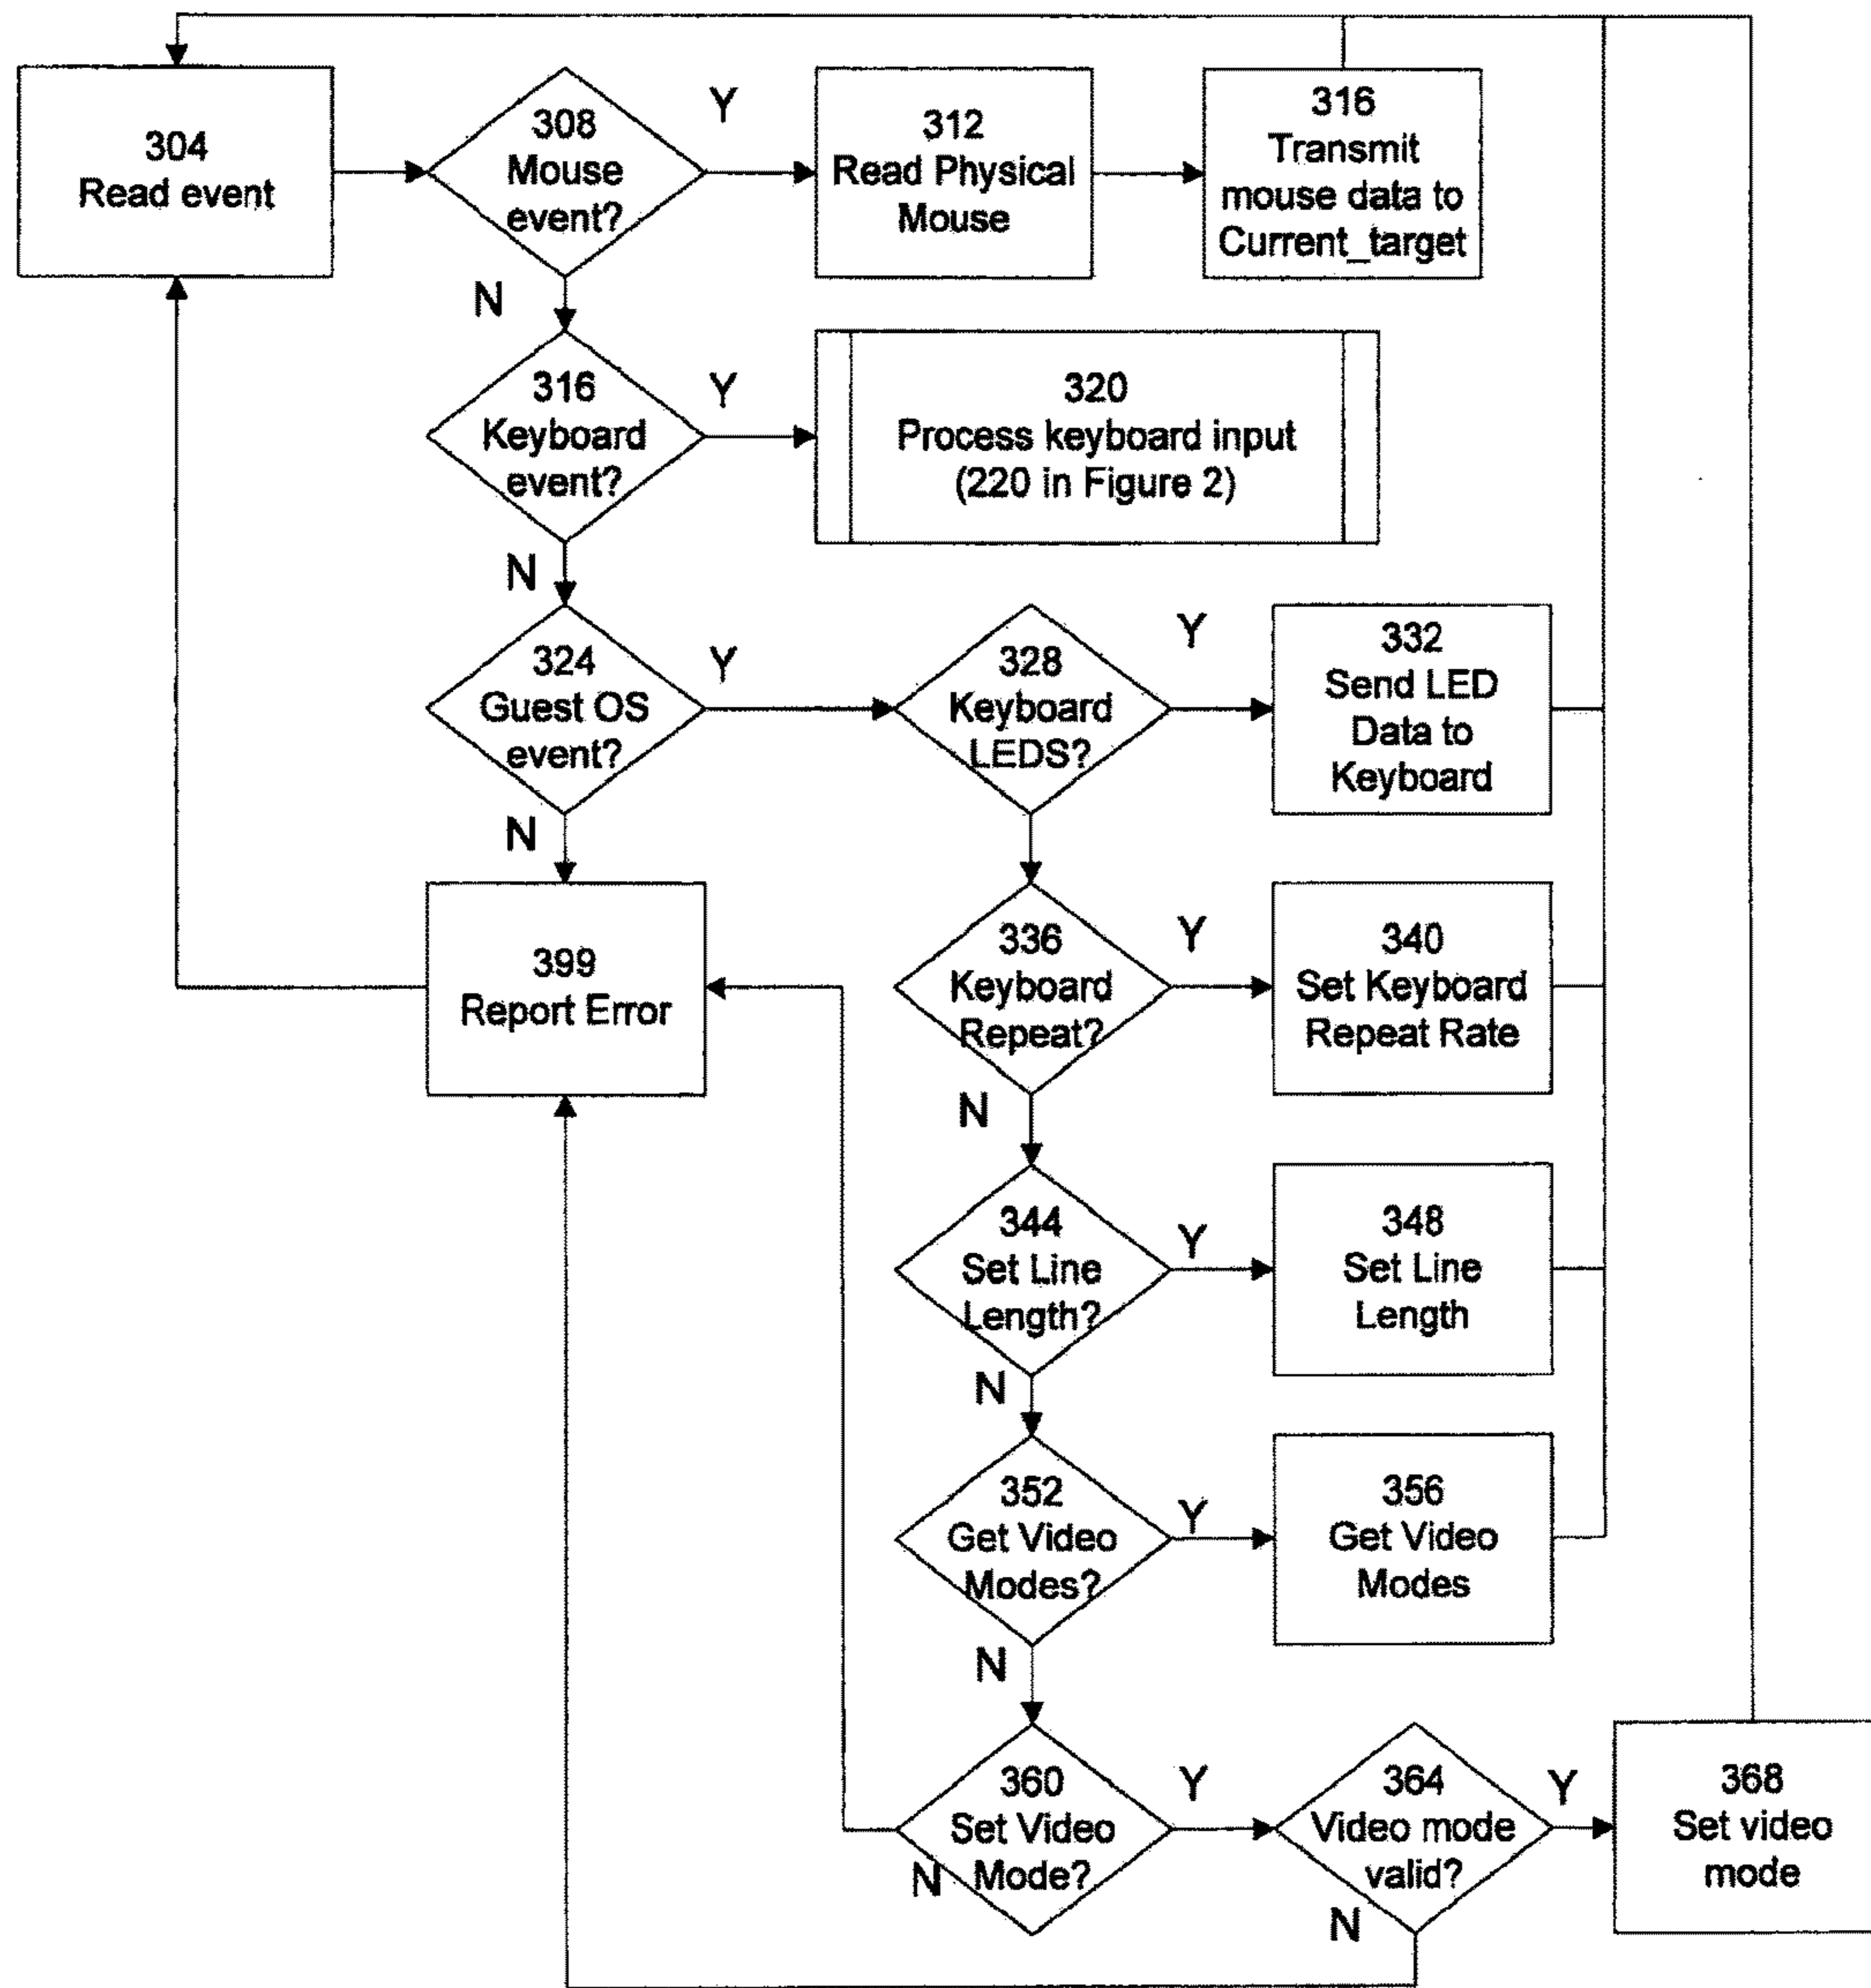 304
Read event
308
Mouse
event?
Y
312
Read Physical
Mouse
316
Transmit
mouse data to
Current_target
N
316
Keyboard
event?
Y
320
Process keyboard input
(220 in Figure 2)
N
324
Guest OS
event?
Y
328
Keyboard
LEDS?
Y
332
Send LED
Data to
Keyboard
N
399
Report Error
336
Keyboard
Repeat?
Y
340
Set Keyboard
Repeat Rate
N
344
Set Line
Length?
Y
348
Set Line
Length
N
352
Get Video
Modes?
Y
356
Get Video
Modes
N
360
Set Video
Mode?
N
Y
364
Video mode
valid?
N
Y
368
Set video
mode